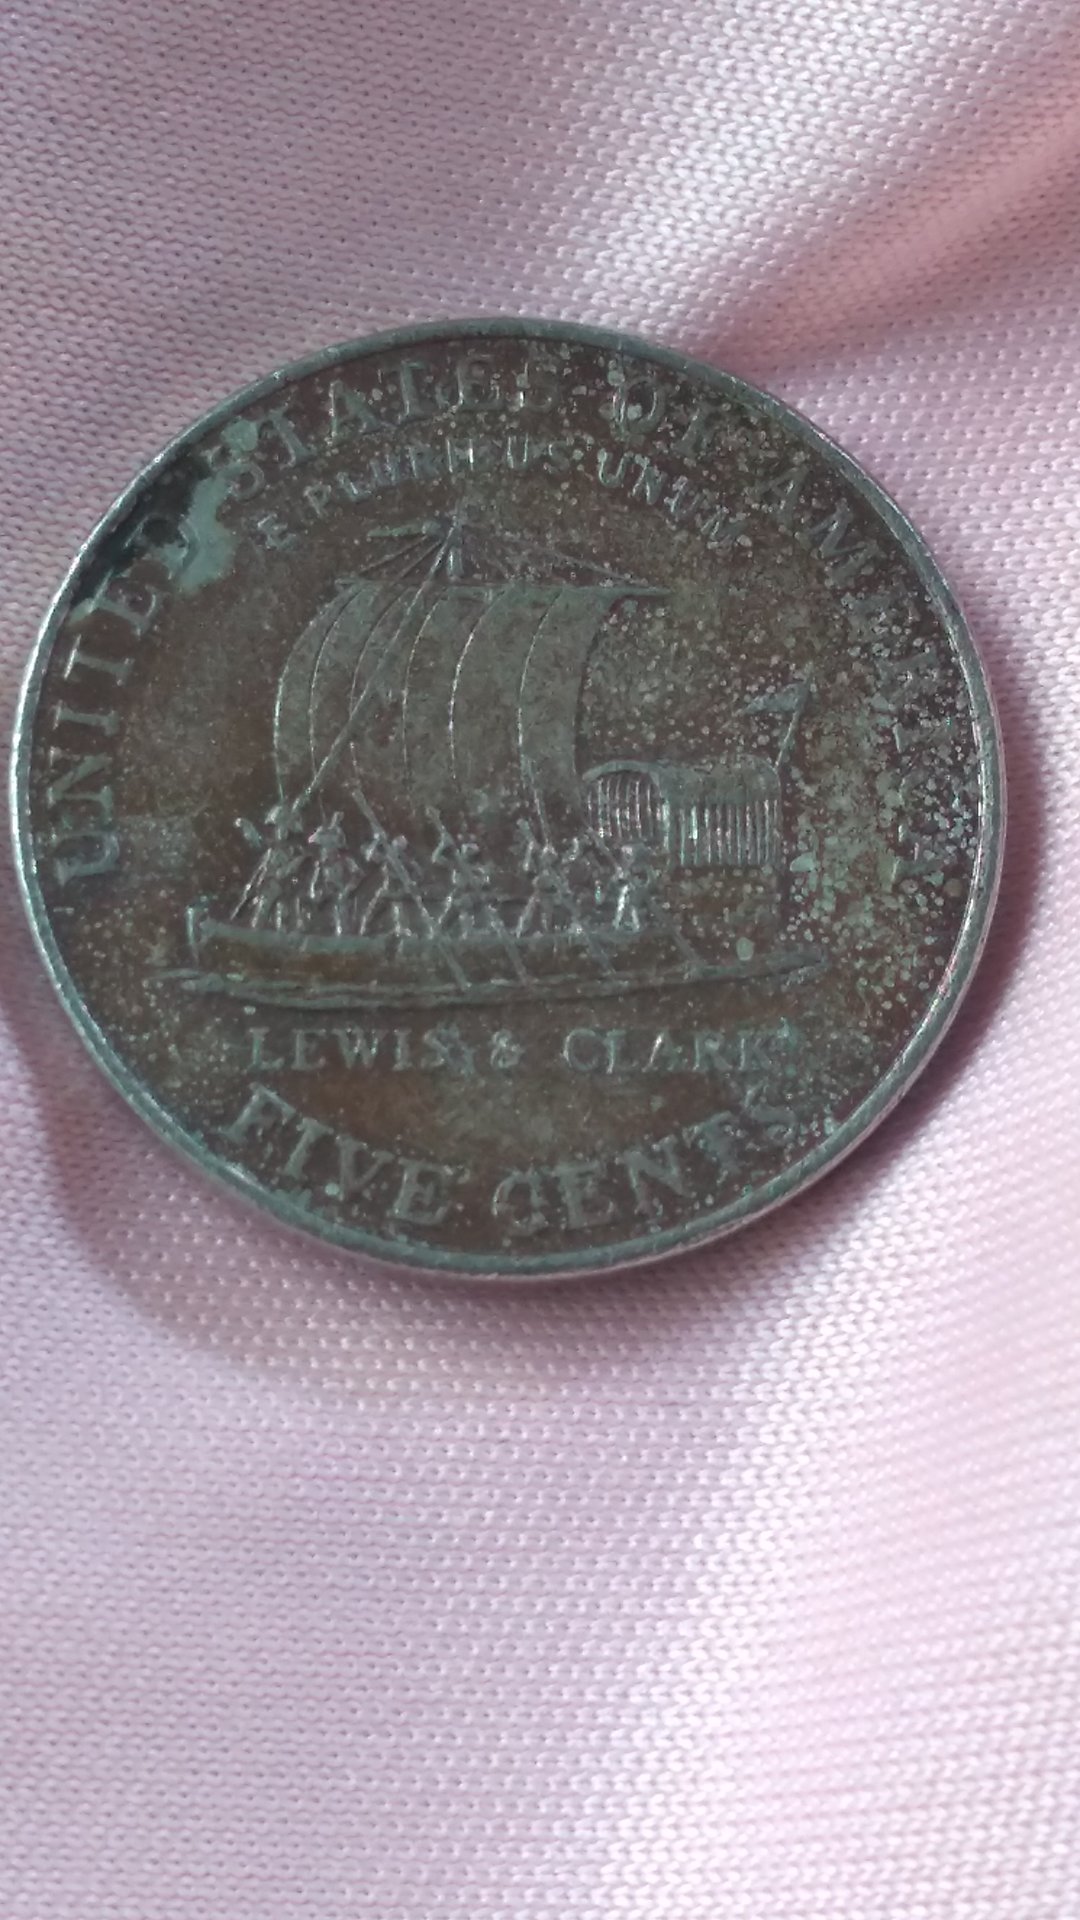 UNITED STATES OF AMERICA
E PLURIBUS UNUM
LEWIS & CLARK
FIVE CENTS